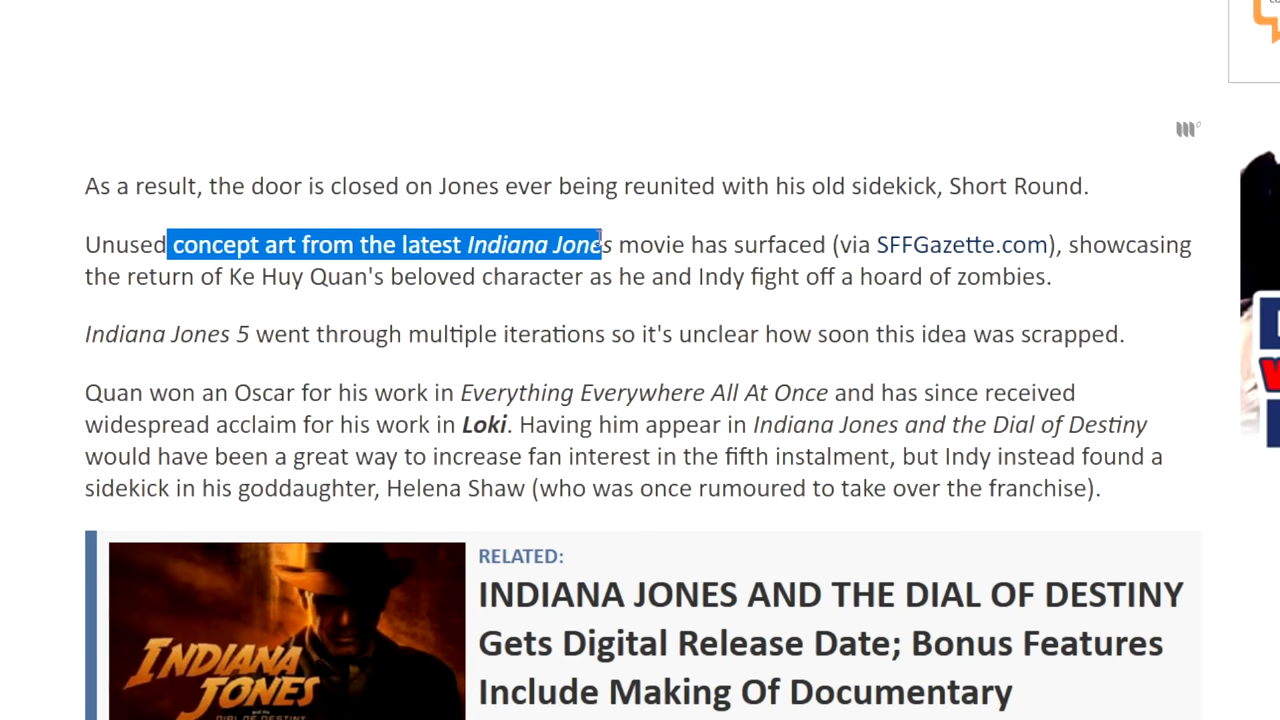 As a result, the door is closed on Jones ever being reunited with his old sidekick, Short Round.
Unused concept art from the latest Indiana Jones movie has surfaced (via SFFGazette.com), showcasing
the return of Ke Huy Quan's beloved character as he and Indy fight off a hoard of zombies.
Indiana Jones 5 went through multiple iterations so it's unclear how soon this idea was scrapped.
Quan won an Oscar for his work in Everything Everywhere All At Once and has since received
widespread acclaim for his work in Loki. Having him appear in Indiana Jones and the Dial of Destiny
would have been a great way to increase fan interest in the fifth instalment, but Indy instead found a
sidekick in his goddaughter, Helena Shaw (who was once rumoured to take over the franchise).
RELATED:
INDIANA JONES AND THE DIAL OF DESTINY
Gets Digital Release Date; Bonus Features
Include Making Of Documentary
INDIANA
JONES
and the
DIAL OF DESTINY